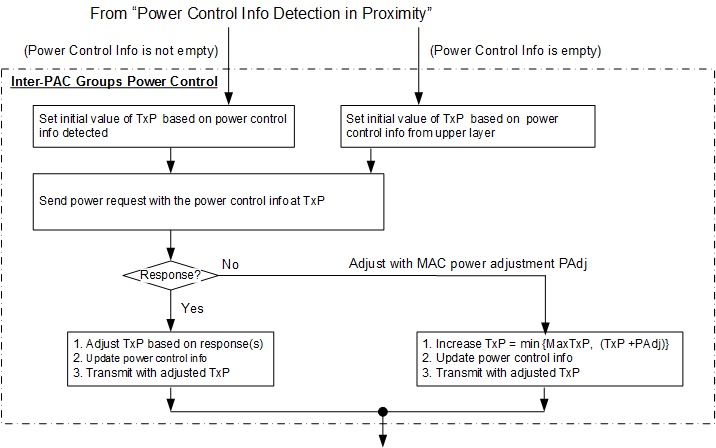 From “Power Control Info Detection in Proximity”
(Power Control Info is not empty)
(Power Control Info is empty)
Inter-PAC Groups Power Control
Set initial value of TxP based on power control
info detected
Set initial value of TxP based on power
control info from upper layer
Send power request with the power control info at TxP
Response?
No
Adjust with MAC power adjustment PAdj
Yes
1. Adjust TxP based on response(s)
2. Update power control info
3. Transmit with adjusted TxP
1. Increase TxP = min {MaxTxP, (TxP +PAdj)}
2. Update power control info
3. Transmit with adjusted TxP